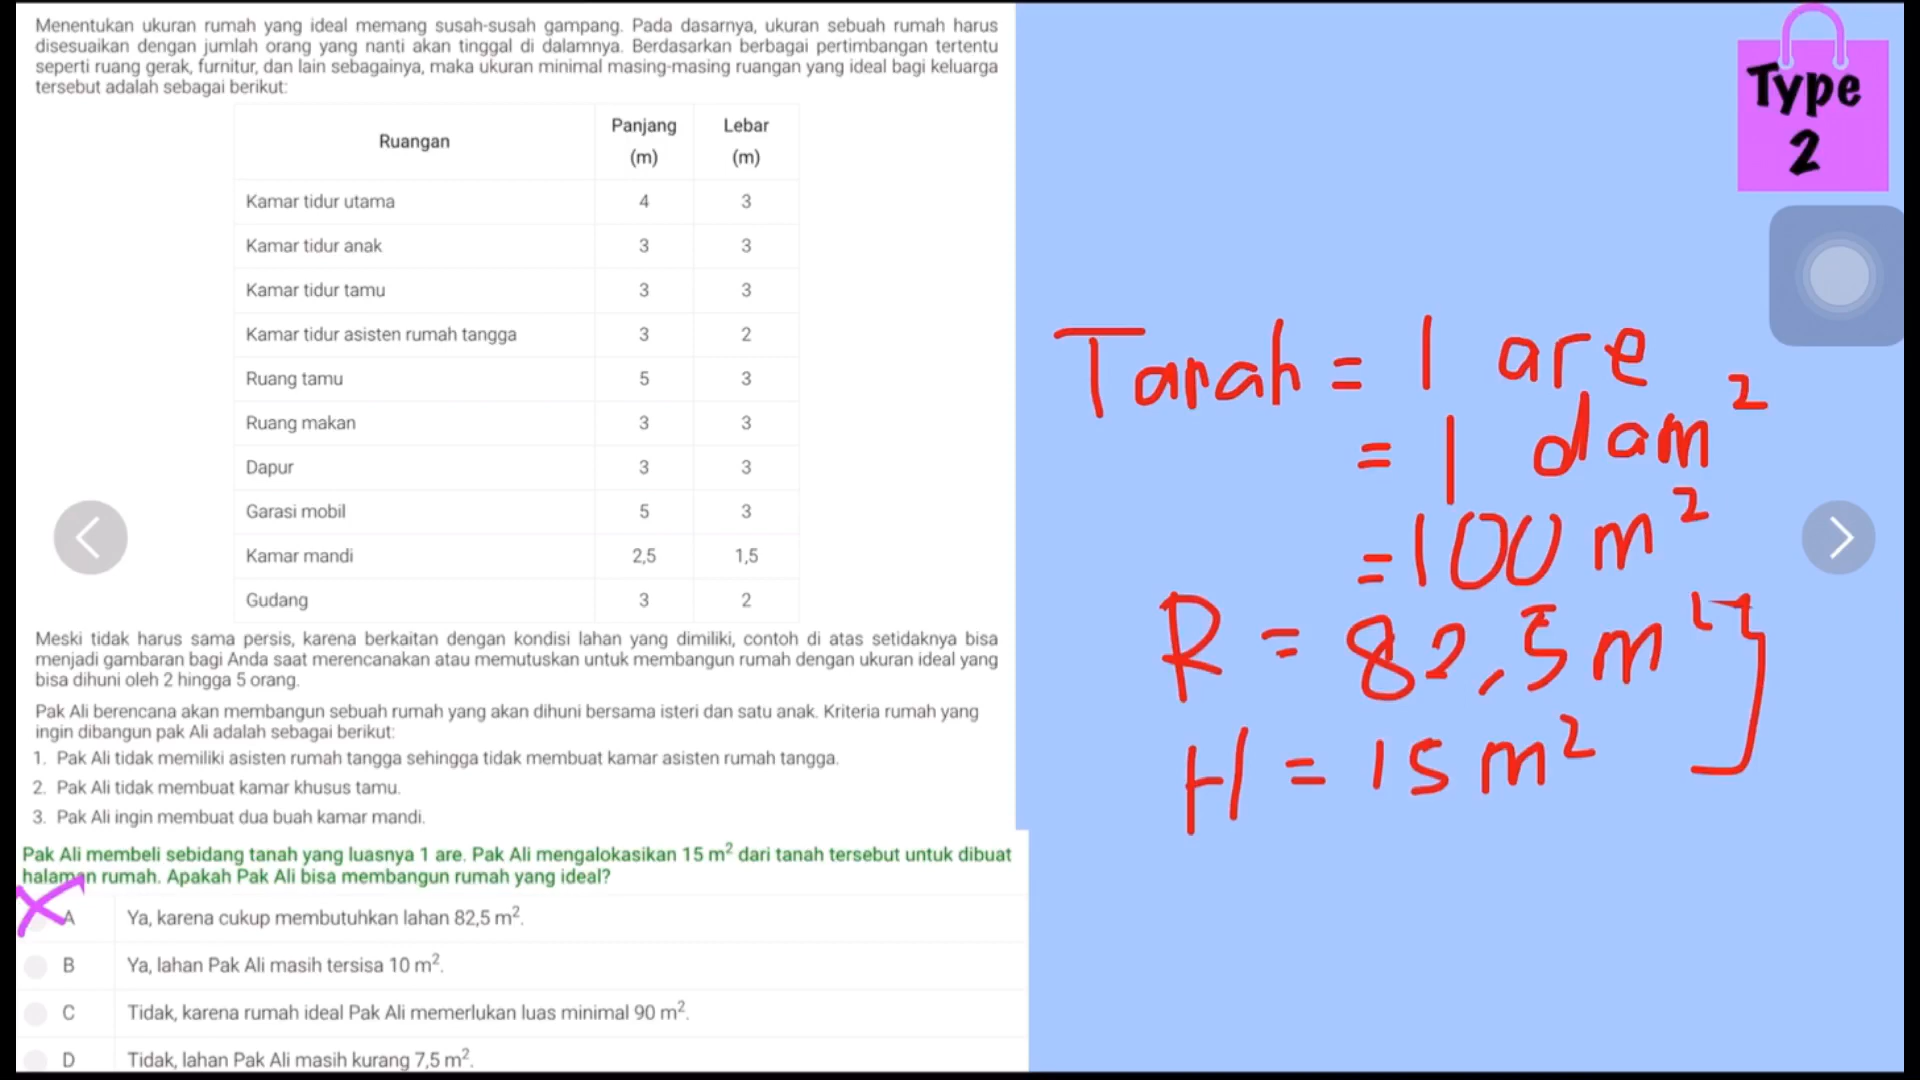 Menentukan ukuran rumah yang ideal memang susah-susah gampang. Pada dasarnya, ukuran sebuah rumah harus
disesuaikan dengan jumlah orang yang nanti akan tinggal di dalamnya. Berdasarkan berbagai pertimbangan tertentu
seperti ruang gerak, furnitur, dan lain sebagainya, maka ukuran minimal masing-masing ruangan yang ideal bagi keluarga
tersebut adalah sebagai berikut:
Ruangan Panjang (m) Lebar (m)
Kamar tidur utama 4 3
Kamar tidur anak 3 3
Kamar tidur tamu 3 3
Kamar tidur asisten rumah tangga 3 2
Ruang tamu 5 3
Ruang makan 3 3
Dapur 3 3
Garasi mobil 5 3
Kamar mandi 2,5 1,5
Gudang 3 2
Meski tidak harus sama persis, karena berkaitan dengan kondisi lahan yang dimiliki, contoh di atas setidaknya bisa
menjadi gambaran bagi Anda saat merencanakan atau memutuskan untuk membangun rumah dengan ukuran ideal yang
bisa dihuni oleh 2 hingga 5 orang.
Pak Ali berencana akan membangun sebuah rumah yang akan dihuni bersama isteri dan satu anak. Kriteria rumah yang
ingin dibangun pak Ali adalah sebagai berikut:
1. Pak Ali tidak memiliki asisten rumah tangga sehingga tidak membuat kamar asisten rumah tangga.
2. Pak Ali tidak membuat kamar khusus tamu.
3. Pak Ali ingin membuat dua buah kamar mandi.
Pak Ali membeli sebidang tanah yang luasnya 1 are. Pak Ali mengalokasikan 15 m² dari tanah tersebut untuk dibuat
halaman rumah. Apakah Pak Ali bisa membangun rumah yang ideal?
A Ya, karena cukup membutuhkan lahan 82,5 m².
B Ya, lahan Pak Ali masih tersisa 10 m².
C Tidak, karena rumah ideal Pak Ali memerlukan luas minimal 90 m².
D Tidak, lahan Pak Ali masih kurang 7,5 m².
Type
2
Tanah = 1 are
= 1 dam²
= 100 m²
R = 82,5 m²
H = 15 m²